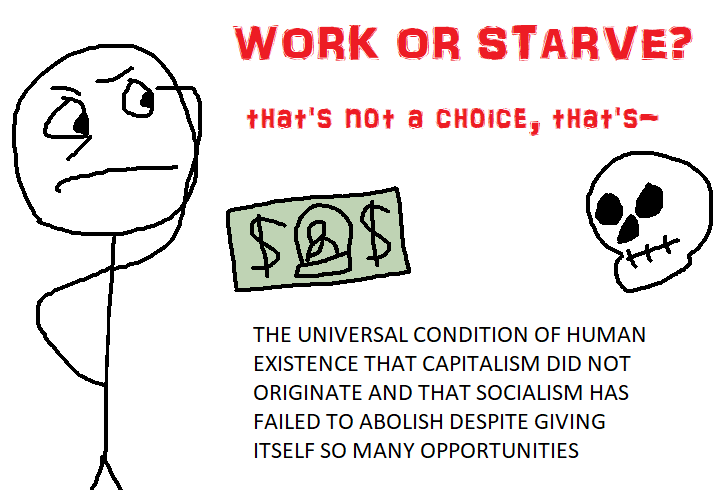 WORK OR STARVE?
tHat'S NOt a CHOICE, tHat'S~
$ $
THE UNIVERSAL CONDITION OF HUMAN
EXISTENCE THAT CAPITALISM DID NOT
ORIGINATE AND THAT SOCIALISM HAS
FAILED TO ABOLISH DESPITE GIVING
ITSELF SO MANY OPPORTUNITIES